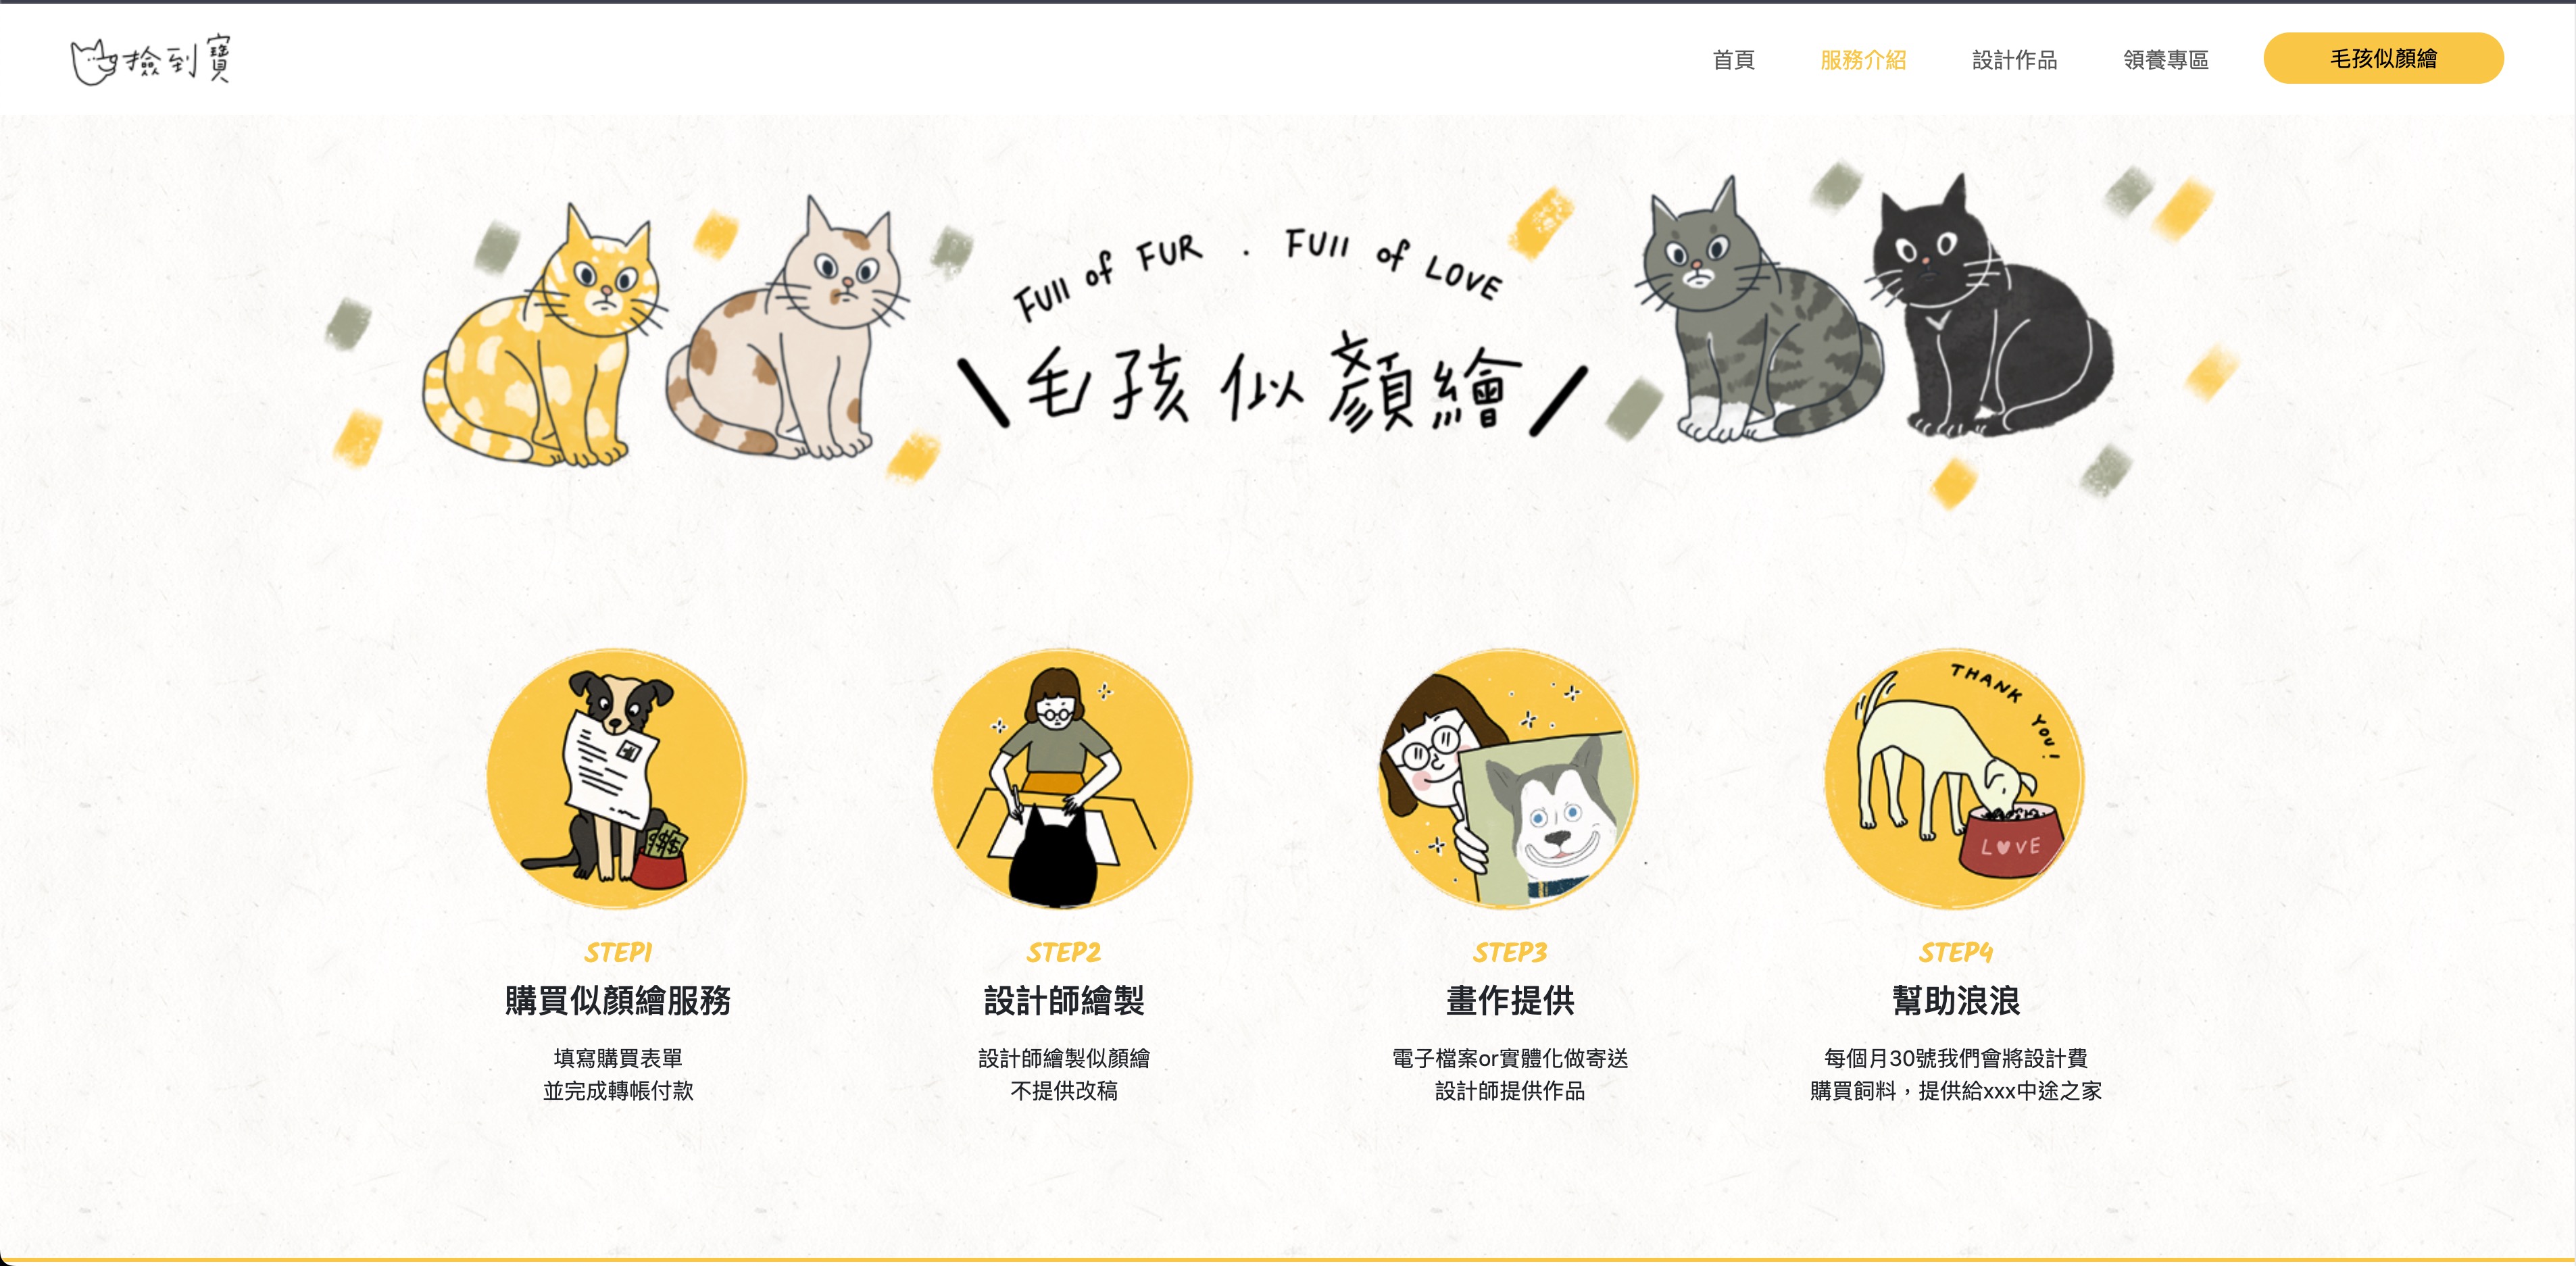 撿到寶
首頁
服務介紹
設計作品
領養專區
毛孩似顏繪
FUll of FUR . FUll of LOVE
\ 毛孩似顏繪 /
$$$
THANK YOU!
LOVE
STEP1
購買似顏繪服務
填寫購買表單
並完成轉帳付款
STEP2
設計師繪製
設計師繪製似顏繪
不提供改稿
STEP3
畫作提供
電子檔案or實體化做寄送
設計師提供作品
STEP4
幫助浪浪
每個月30號我們會將設計費
購買飼料，提供給xxx中途之家